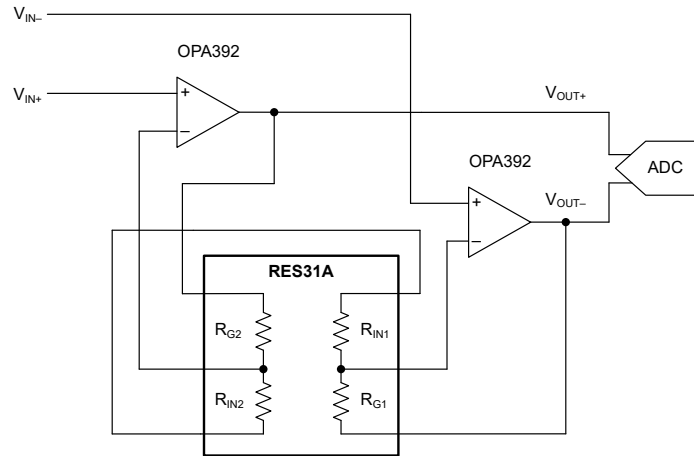 V_IN–
OPA392
V_IN+
+
–
V_OUT+
ADC
OPA392
+
–
V_OUT–
RES31A
R_G2
R_IN1
R_IN2
R_G1